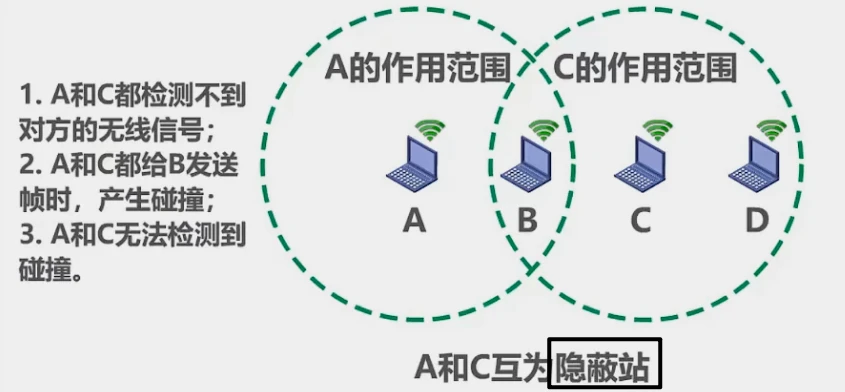 A的作用范围 C的作用范围
1. A和C都检测不到
对方的无线信号；
2. A和C都给B发送
帧时，产生碰撞；
3. A和C无法检测到
碰撞。
A B C D
A和C互为隐蔽站